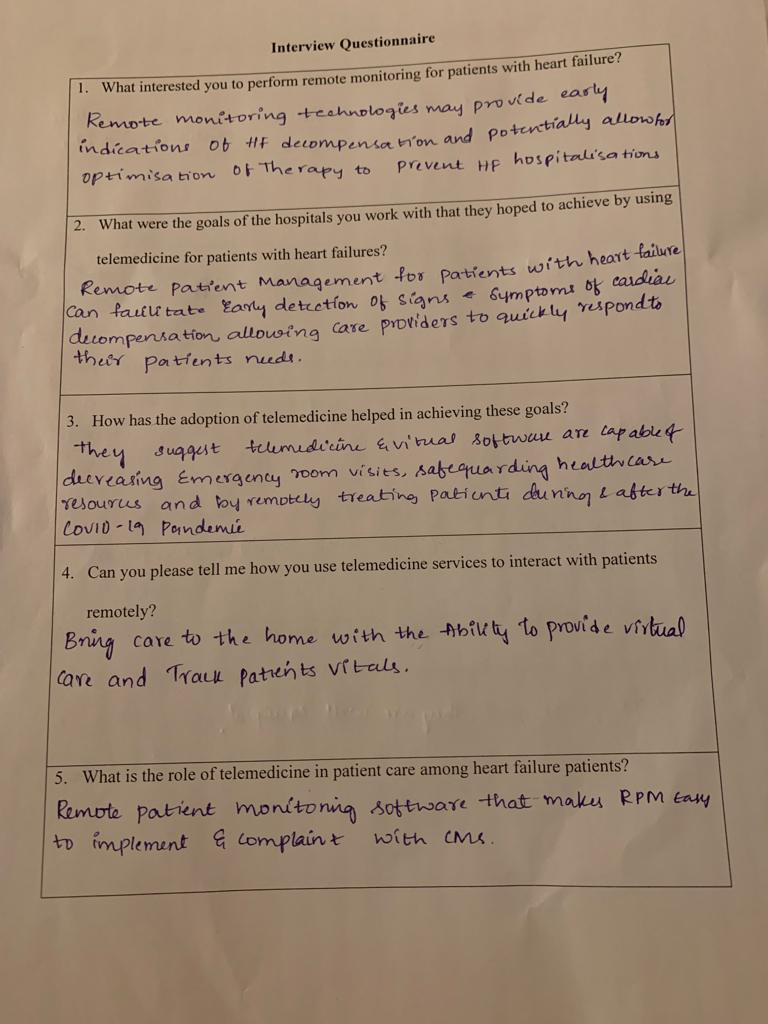 Interview Questionnaire
1. What interested you to perform remote monitoring for patients with heart failure?
Remote monitoring technologies may provide early
indications of HF decompensation and potentially allow for
optimisation of Therapy to prevent HF hospitalisations
2. What were the goals of the hospitals you work with that they hoped to achieve by using
telemedicine for patients with heart failures?
Remote patient Management for patients with heart failure
Can facilitate Early detection of signs & Symptoms of cardiac
decompensation, allowing care providers to quickly respond to
their patients needs.
3. How has the adoption of telemedicine helped in achieving these goals?
they suggest telemedicine & vitual software are capable of
decreasing Emergency room visits, safeguarding healthcare
resources and by remotely treating patients during & after the
COVID-19 Pandemic
4. Can you please tell me how you use telemedicine services to interact with patients
remotely?
Bring care to the home with the Ability to provide virtual
care and Track patients vitals.
5. What is the role of telemedicine in patient care among heart failure patients?
Remote patient monitoring software that makes RPM Easy
to implement & complaint with CMS.